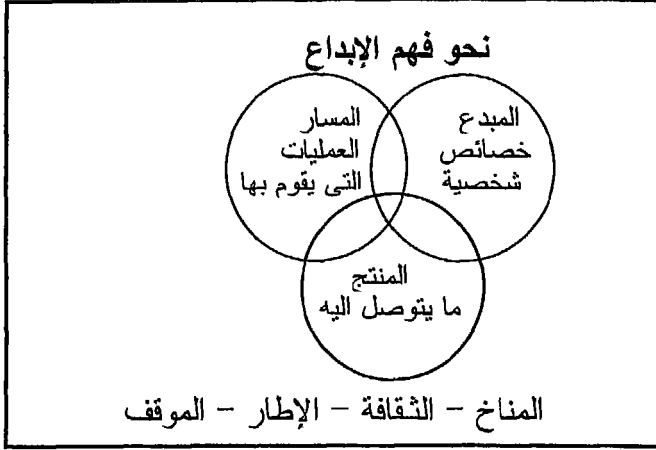 نحو فهم الإبداع
المبدع
خصائص
شخصية
المسار
العمليات
التى يقوم بها
المنتج
ما يتوصل اليه
المناخ – الثقافة – الإطار – الموقف